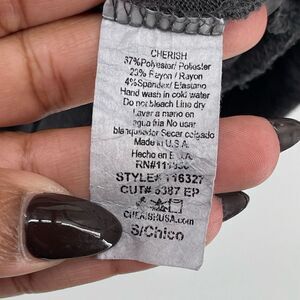 CHERISH
Polyester/ Poliester
Rayon / Rayon
4%Spandex/ Elastano
Hand wash in cold water
Do not bleach Line dry
Lavar a mano en
agua fria No usar
blanqueador Secar colgado
Made in U.S.A.
Hecho en
STYLE# 116327
CUT# 5387 EP
CHERISHUSA.com
S/Chico